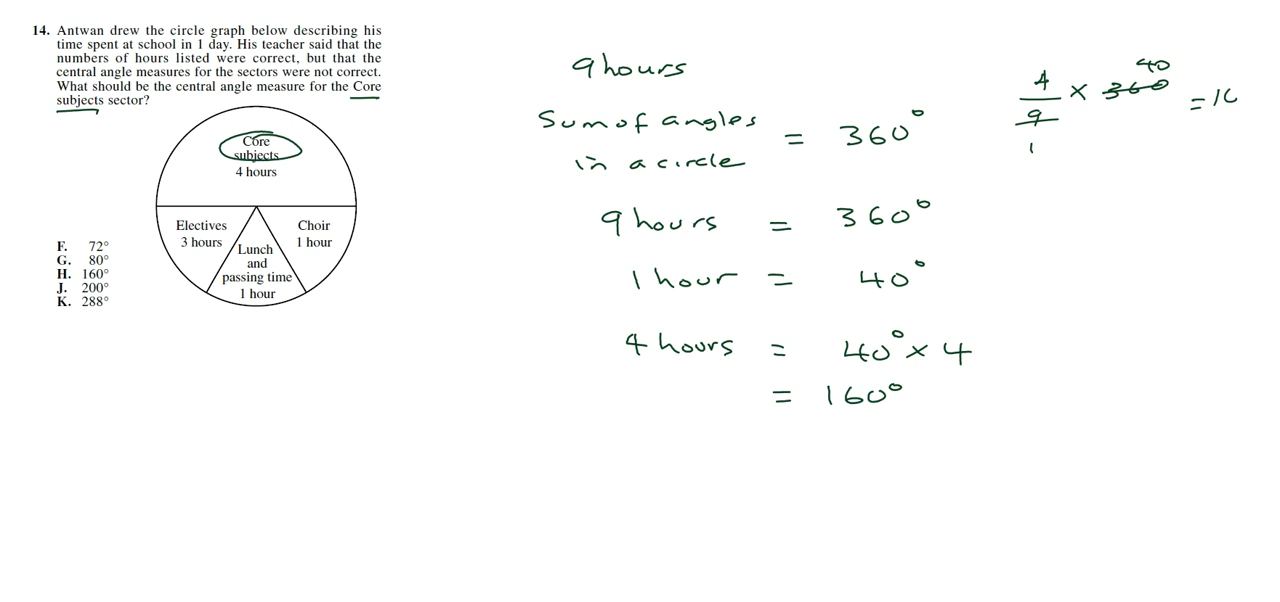 14. Antwan drew the circle graph below describing his
time spent at school in 1 day. His teacher said that the
numbers of hours listed were correct, but that the
central angle measures for the sectors were not correct.
What should be the central angle measure for the Core
subjects sector?
Core
subjects
4 hours
Electives
3 hours
Choir
1 hour
Lunch
and
passing time
1 hour
F. 72°
G. 80°
H. 160°
J. 200°
K. 288°
9 hours
Sum of angles
in a circle = 360°
9 hours = 360°
1 hour = 40°
4 hours = 40° × 4
= 160°
40
4/9 × 360 = 16
1